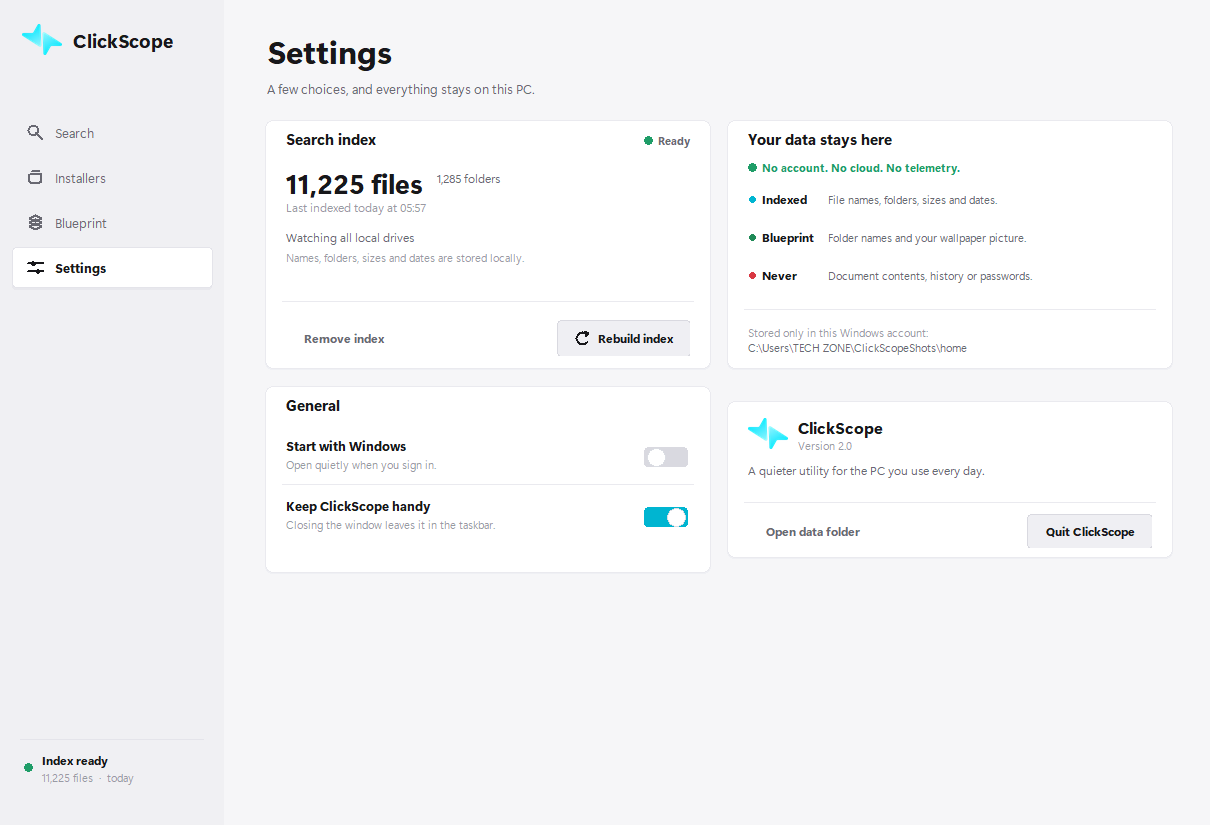 ClickScope
Search
Installers
Blueprint
Settings
Index ready
11,225 files · today
Settings
A few choices, and everything stays on this PC.
Search index
Ready
11,225 files
1,285 folders
Last indexed today at 05:57
Watching all local drives
Names, folders, sizes and dates are stored locally.
Remove index
Rebuild index
Your data stays here
No account. No cloud. No telemetry.
Indexed File names, folders, sizes and dates.
Blueprint Folder names and your wallpaper picture.
Never Document contents, history or passwords.
Stored only in this Windows account:
C:\Users\TECH ZONE\ClickScopeShots\home
General
Start with Windows
Open quietly when you sign in.
Keep ClickScope handy
Closing the window leaves it in the taskbar.
ClickScope
Version 2.0
A quieter utility for the PC you use every day.
Open data folder
Quit ClickScope